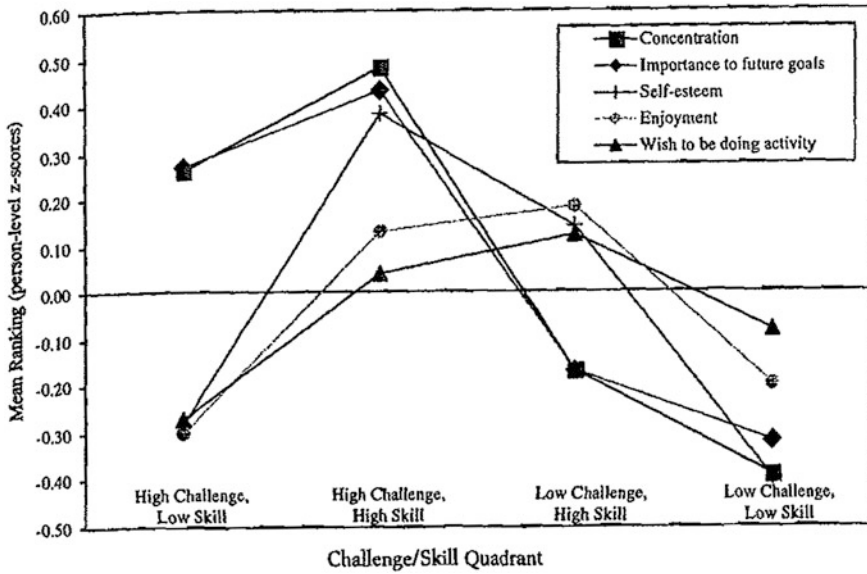 0.60
0.50
0.40
0.30
0.20
0.10
0.00
-0.10
-0.20
-0.30
-0.40
-0.50
Mean Ranking (person-level z-scores)
Concentration
Importance to future goals
Self-esteem
Enjoyment
Wish to be doing activity
High Challenge,
Low Skill
High Challenge,
High Skill
Low Challenge,
High Skill
Low Challenge,
Low Skill
Challenge/Skill Quadrant